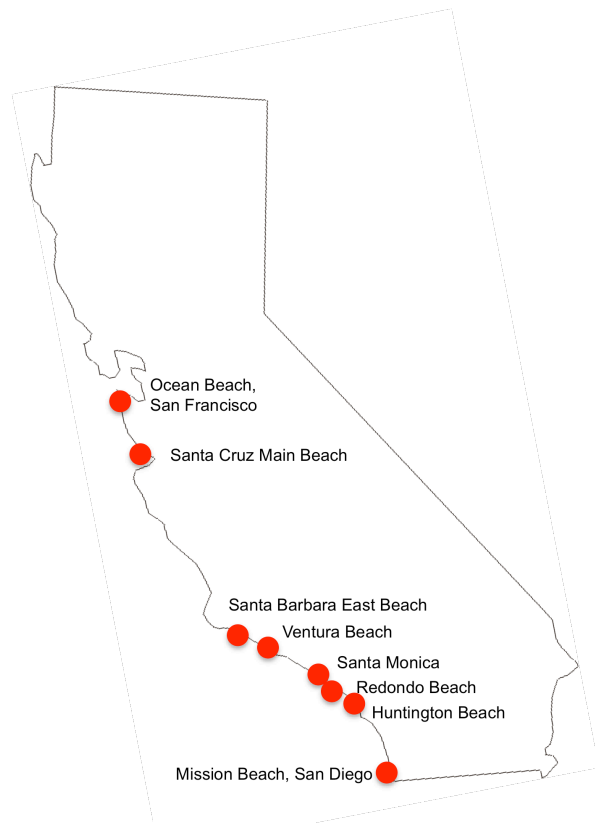 Ocean Beach,
San Francisco
Santa Cruz Main Beach
Santa Barbara East Beach
Ventura Beach
Santa Monica
Redondo Beach
Huntington Beach
Mission Beach, San Diego